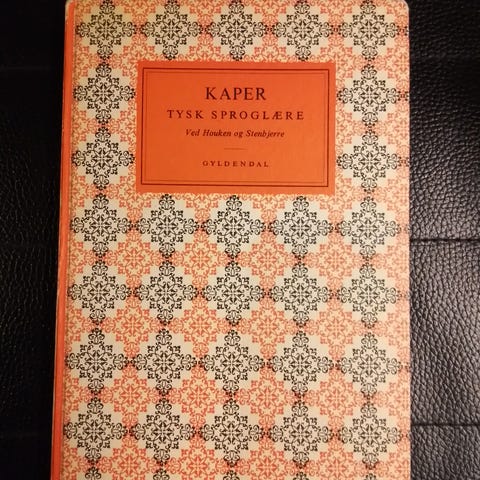 KAPER
TYSK SPROGLÆRE
Ved Houken og Stenbjerre
GYLDENDAL